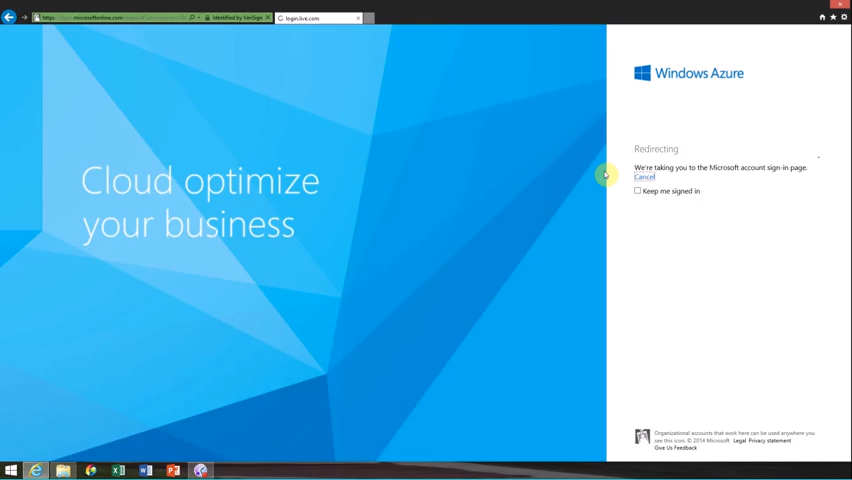 https
microsoftonline.com
Identified by VeriSign
login.live.com
Windows Azure
Cloud optimize
your business
Redirecting
We're taking you to the Microsoft account sign-in page.
Cancel
Keep me signed in
Organizational accounts that work here can be used anywhere you
see this icon. © 2014 Microsoft Legal Privacy statement
Give Us Feedback